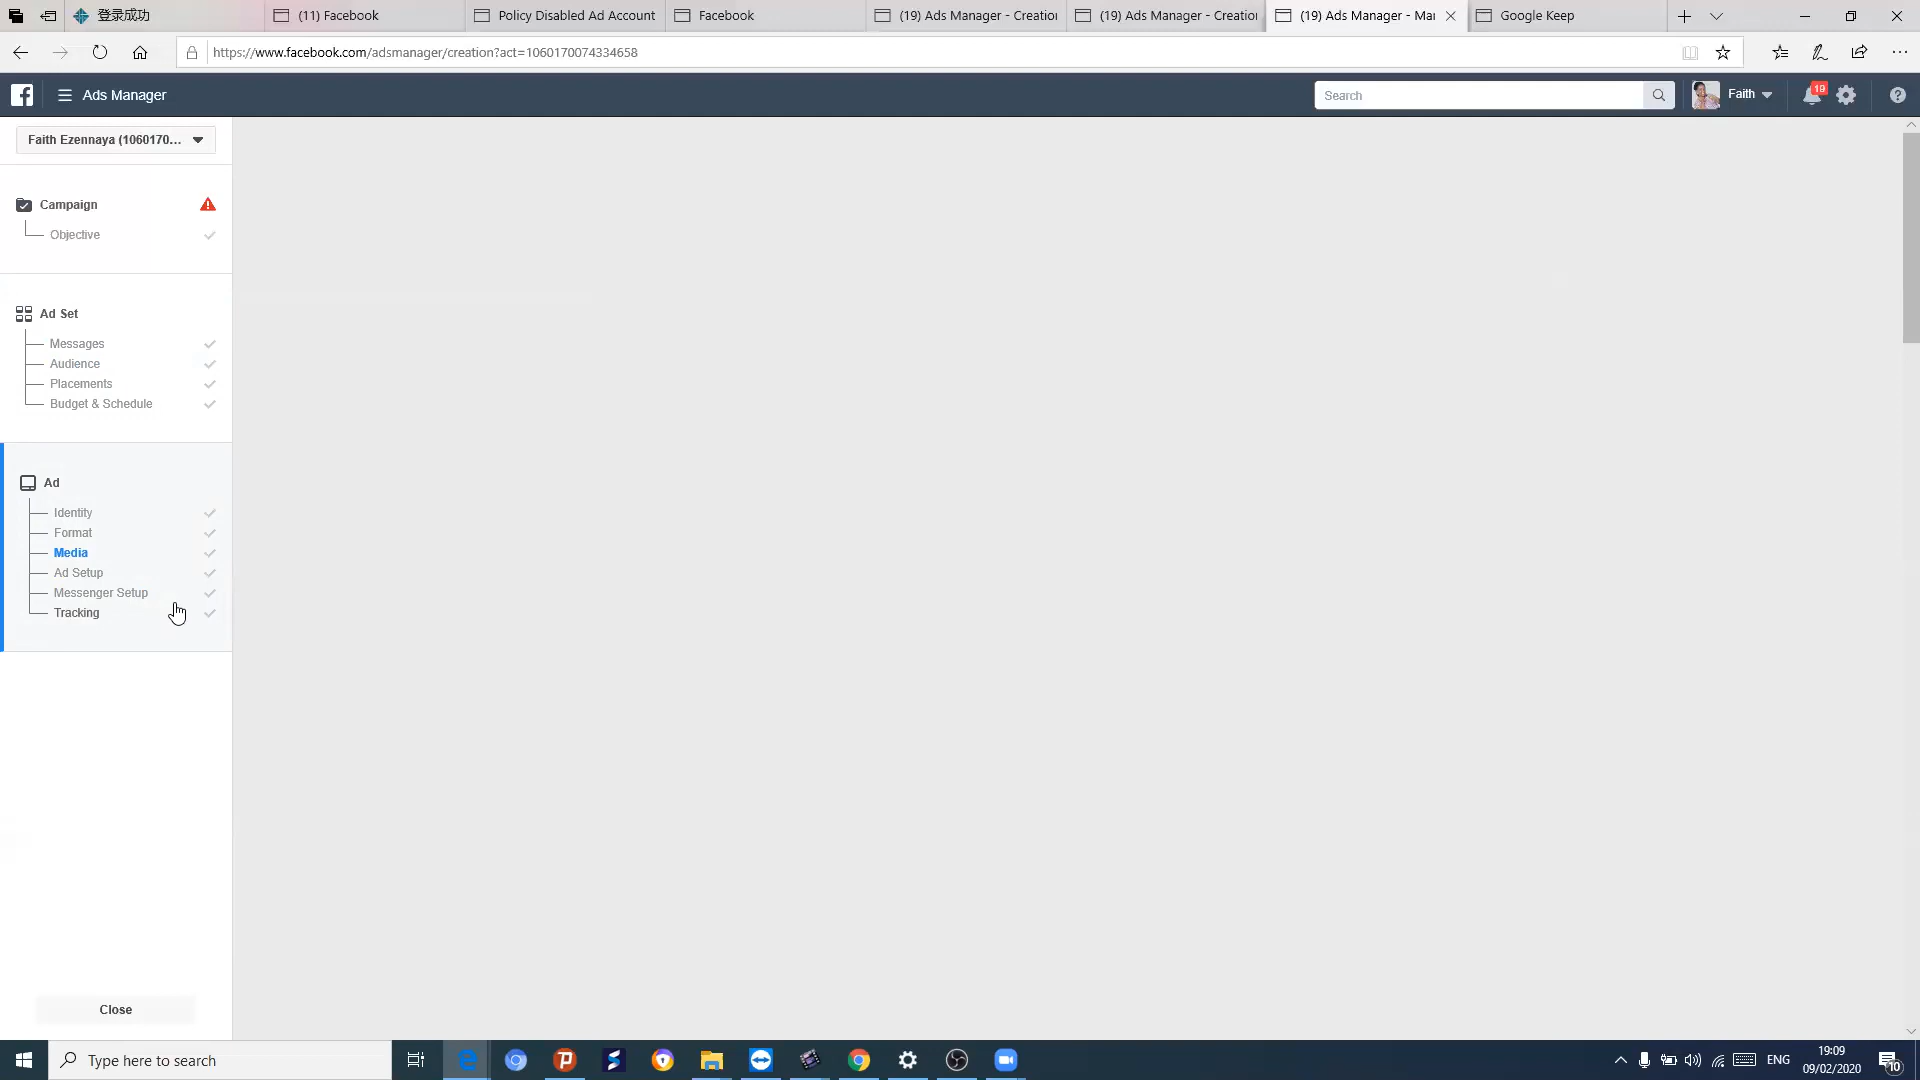 登录成功
(11) Facebook
Policy Disabled Ad Account
Facebook
(19) Ads Manager - Creation
(19) Ads Manager - Creation
(19) Ads Manager - Mar
Google Keep
https://www.facebook.com/adsmanager/creation?act=1060170074334658
Ads Manager
Search
Faith
19
Faith Ezennaya (1060170...
Campaign
Objective
Ad Set
Messages
Audience
Placements
Budget & Schedule
Ad
Identity
Format
Media
Ad Setup
Messenger Setup
Tracking
Close
Type here to search
ENG
19:09
09/02/2020
10